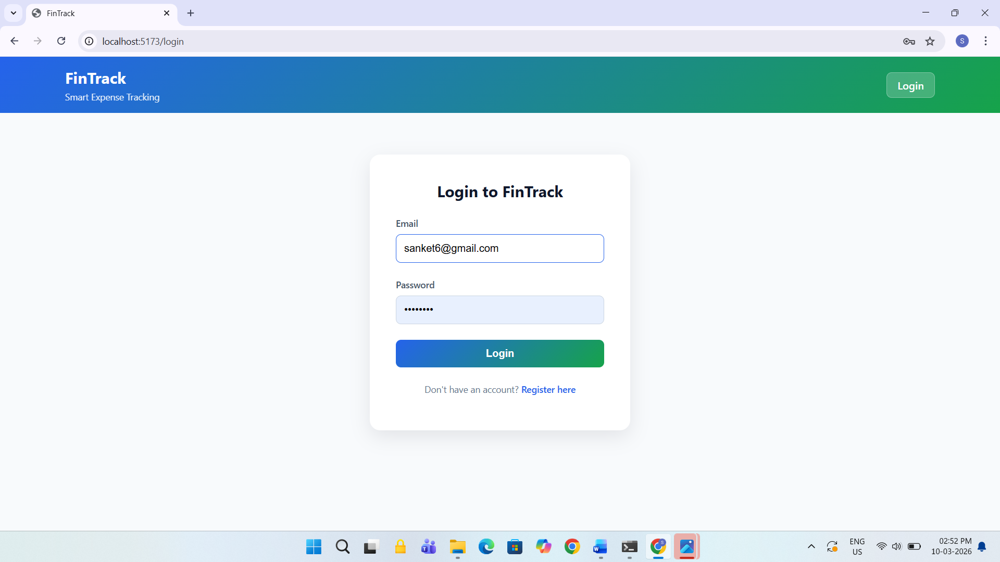 FinTrack
localhost:5173/login
S
FinTrack
Smart Expense Tracking
Login
Login to FinTrack
Email
sanket6@gmail.com
Password
••••••••
Login
Don't have an account? Register here
ENG
US
02:52 PM
10-03-2026